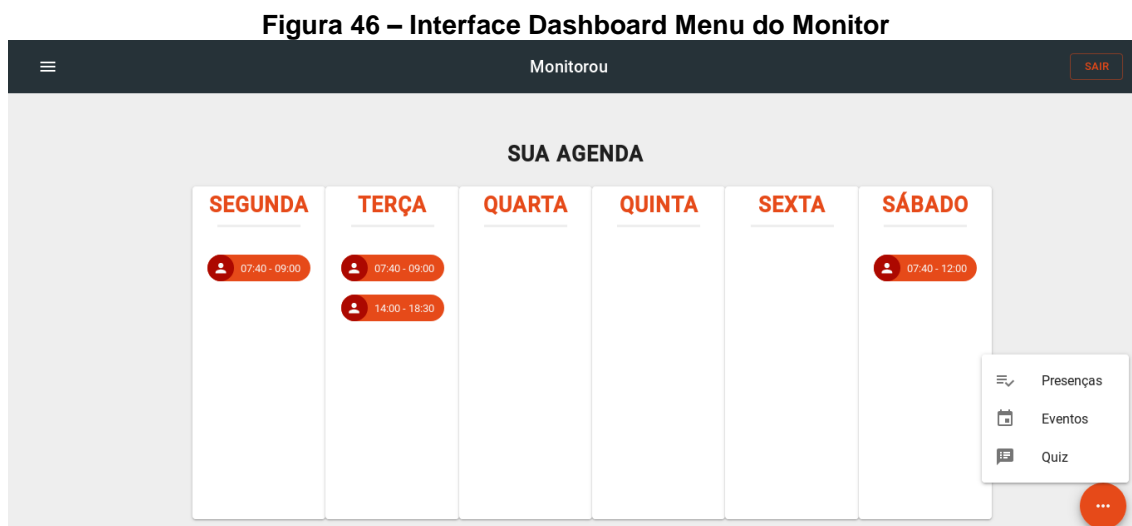 Figura 46 – Interface Dashboard Menu do Monitor
Monitorou
SAIR
SUA AGENDA
SEGUNDA TERÇA QUARTA QUINTA SEXTA SÁBADO
07:40 - 09:00 07:40 - 09:00 07:40 - 12:00
14:00 - 18:30
Presenças
Eventos
Quiz